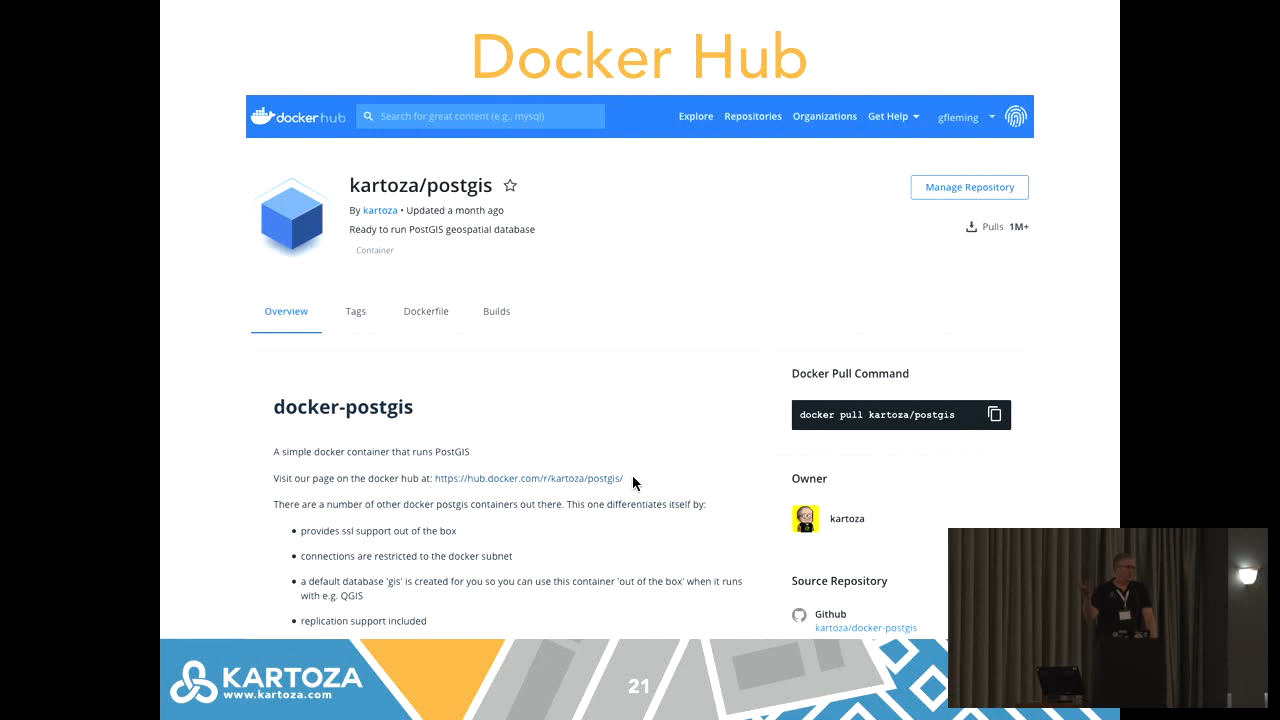 Docker Hub
dockerhub
Search for great content (e.g., mysql)
Explore
Repositories
Organizations
Get Help
gfleming
kartoza/postgis
By kartoza • Updated a month ago
Ready to run PostGIS geospatial database
Container
Manage Repository
Pulls 1M+
Overview
Tags
Dockerfile
Builds
docker-postgis
A simple docker container that runs PostGIS
Visit our page on the docker hub at: https://hub.docker.com/r/kartoza/postgis/
There are a number of other docker postgis containers out there. This one differentiates itself by:
• provides ssl support out of the box
• connections are restricted to the docker subnet
• a default database 'gis' is created for you so you can use this container 'out of the box' when it runs
with e.g. QGIS
• replication support included
Docker Pull Command
docker pull kartoza/postgis
Owner
kartoza
Source Repository
Github
kartoza/docker-postgis
KARTOZA
www.kartoza.com
21